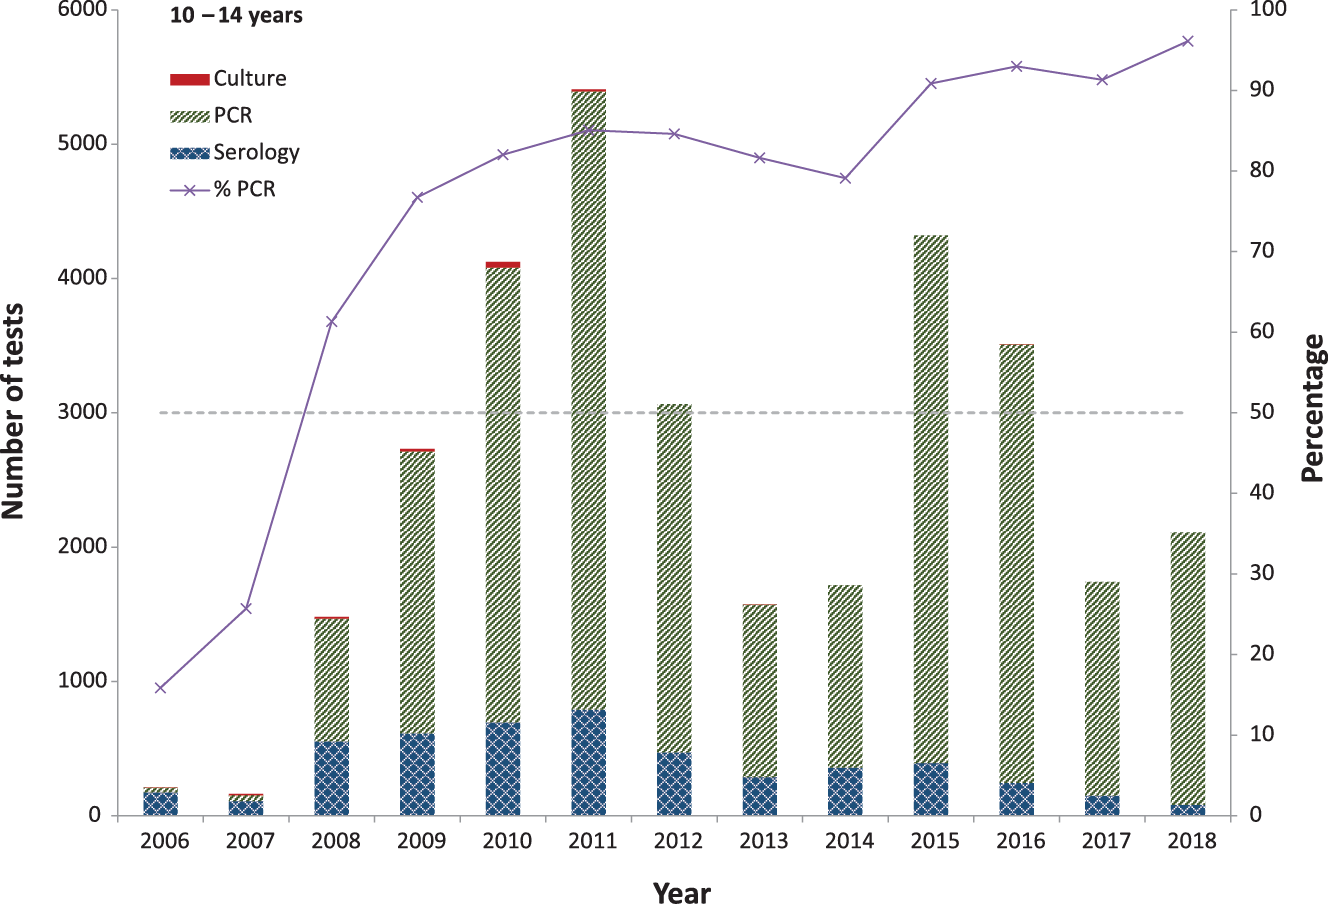 10 – 14 years
Culture
PCR
Serology
% PCR
Number of tests
6000
5000
4000
3000
2000
1000
0
Percentage
100
90
80
70
60
50
40
30
20
10
0
2006 2007 2008 2009 2010 2011 2012 2013 2014 2015 2016 2017 2018
Year